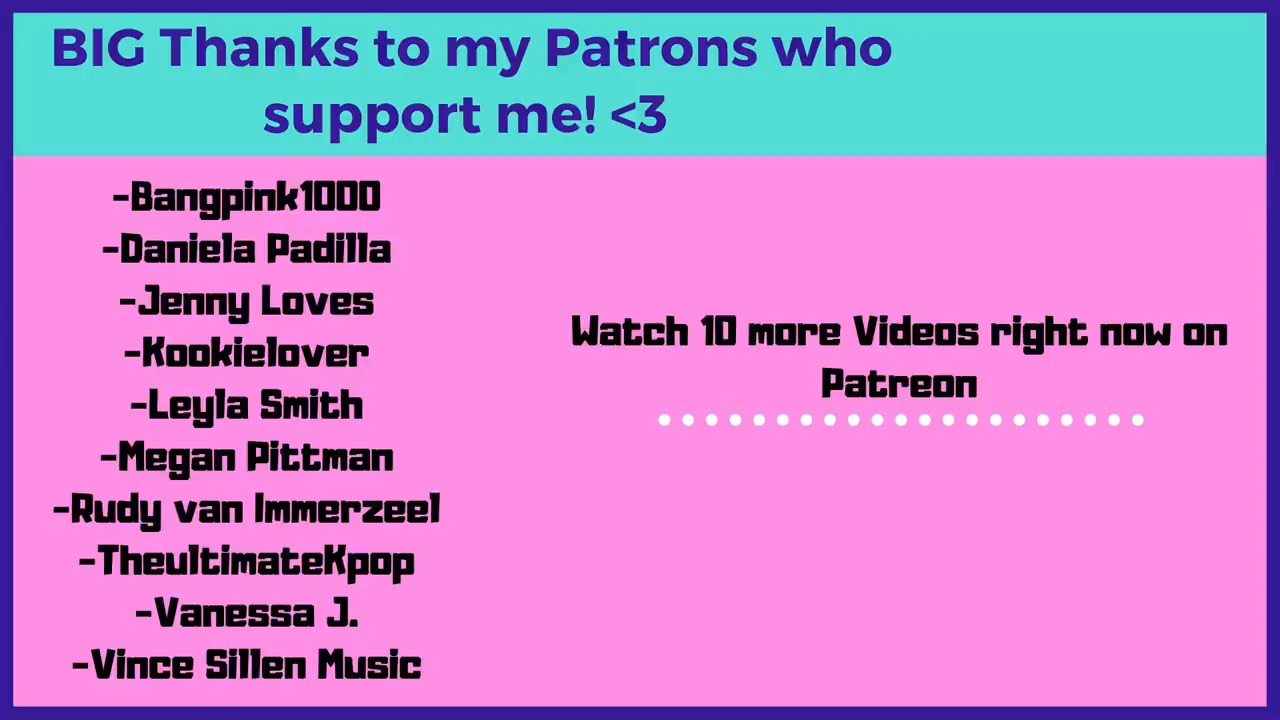 BIG Thanks to my Patrons who
support me! <3
-Bangpink1000
-Daniela Padilla
-Jenny Loves
-Kookielover
-Leyla Smith
-Megan Pittman
-Rudy van Immerzeel
-TheultimateKpop
-Vanessa J.
-Vince Sillen Music
Watch 10 more Videos right now on
Patreon